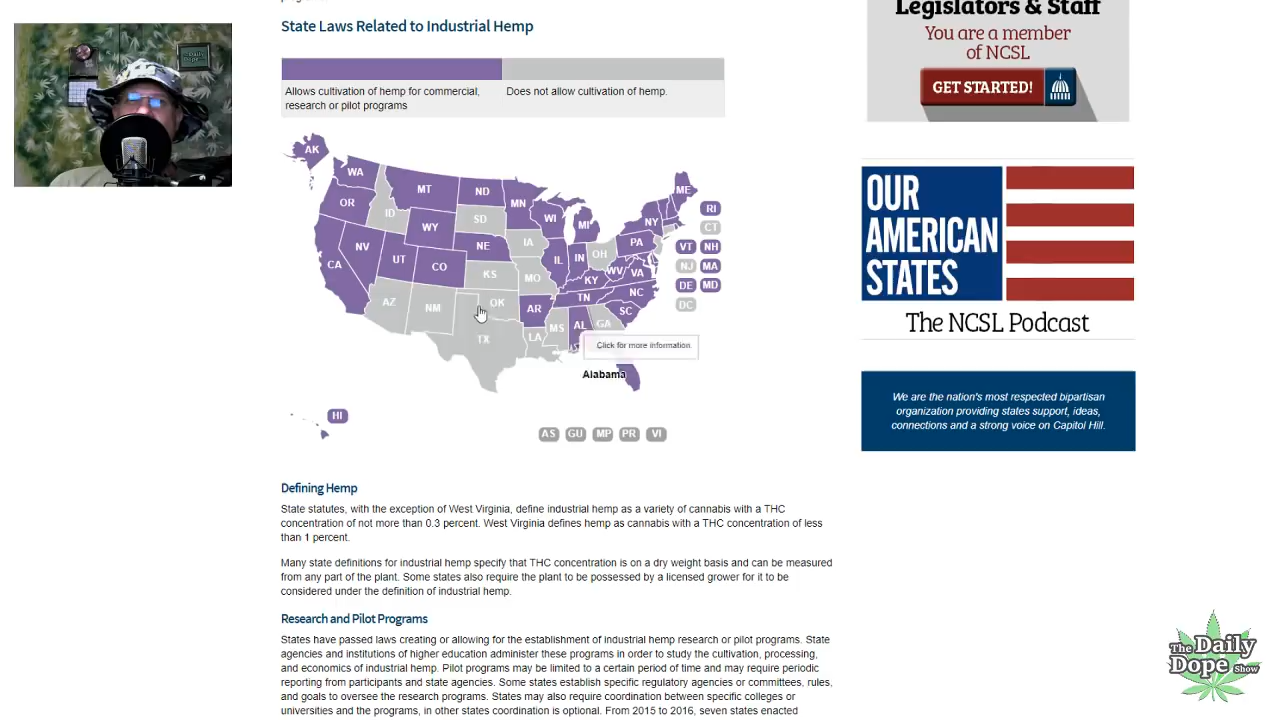 State Laws Related to Industrial Hemp
Allows cultivation of hemp for commercial,
research or pilot programs
Does not allow cultivation of hemp.
AK
WA
MT
ND
MN
ME
OR
ID
SD
WI
MI
NY
RI
CT
WY
NV
NE
IA
PA
VT
NH
CA
UT
CO
IL
IN
OH
WV
VA
NJ
MA
KS
MO
KY
DE
MD
AZ
NM
OK
AR
TN
NC
DC
TX
LA
MS
AL
GA
SC
Click for more information
Alabama
HI
AS
GU
MP
PR
VI
Defining Hemp
State statutes, with the exception of West Virginia, define industrial hemp as a variety of cannabis with a THC
concentration of not more than 0.3 percent. West Virginia defines hemp as cannabis with a THC concentration of less
than 1 percent.
Many state definitions for industrial hemp specify that THC concentration is on a dry weight basis and can be measured
from any part of the plant. Some states also require the plant to be possessed by a licensed grower for it to be
considered under the definition of industrial hemp.
Research and Pilot Programs
States have passed laws creating or allowing for the establishment of industrial hemp research or pilot programs. State
agencies and institutions of higher education administer these programs in order to study the cultivation, processing,
and economics of industrial hemp. Pilot programs may be limited to a certain period of time and may require periodic
reporting from participants and state agencies. Some states establish specific regulatory agencies or committees, rules,
and goals to oversee the research programs. States may also require coordination between specific colleges or
universities and the programs, in other states coordination is optional. From 2015 to 2016, seven states enacted
Legislators & Staff
You are a member
of NCSL
GET STARTED!
OUR
AMERICAN
STATES
The NCSL Podcast
We are the nation's most respected bipartisan
organization providing states support, ideas,
connections and a strong voice on Capitol Hill.
The Daily
Dope Show